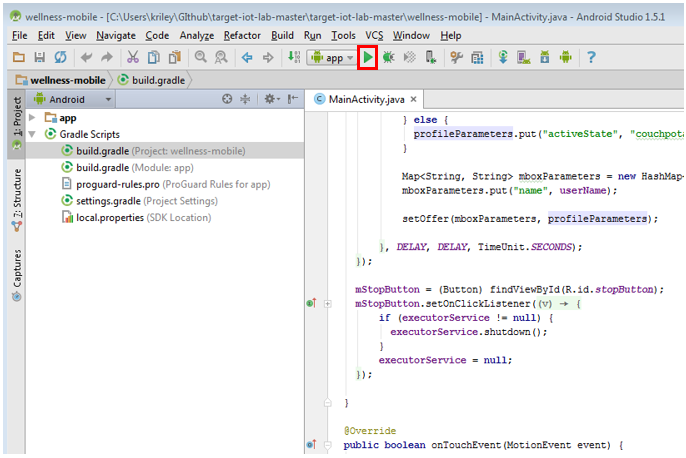 wellness-mobile - [C:\Users\kriley\GIthub\target-iot-lab-master\target-iot-lab-master\wellness-mobile] - MainActivity.java - Android Studio 1.5.1
File Edit View Navigate Code Analyze Refactor Build Run Tools VCS Window Help
app
wellness-mobile build.gradle
1: Project
7: Structure
Captures
Android
app
Gradle Scripts
build.gradle (Project: wellness-mobile)
build.gradle (Module: app)
proguard-rules.pro (ProGuard Rules for app)
settings.gradle (Project Settings)
local.properties (SDK Location)
MainActivity.java
} else {
profileParameters.put("activeState", "couchpota
}
Map<String, String> mboxParameters = new HashMap
mboxParameters.put("name", userName);
setOffer(mboxParameters, profileParameters);
}, DELAY, DELAY, TimeUnit.SECONDS);
});
mStopButton = (Button) findViewById(R.id.stopButton);
mStopButton.setOnClickListener((v) → {
if (executorService != null) {
executorService.shutdown();
}
executorService = null;
});
}
@Override
public boolean onTouchEvent(MotionEvent event) {